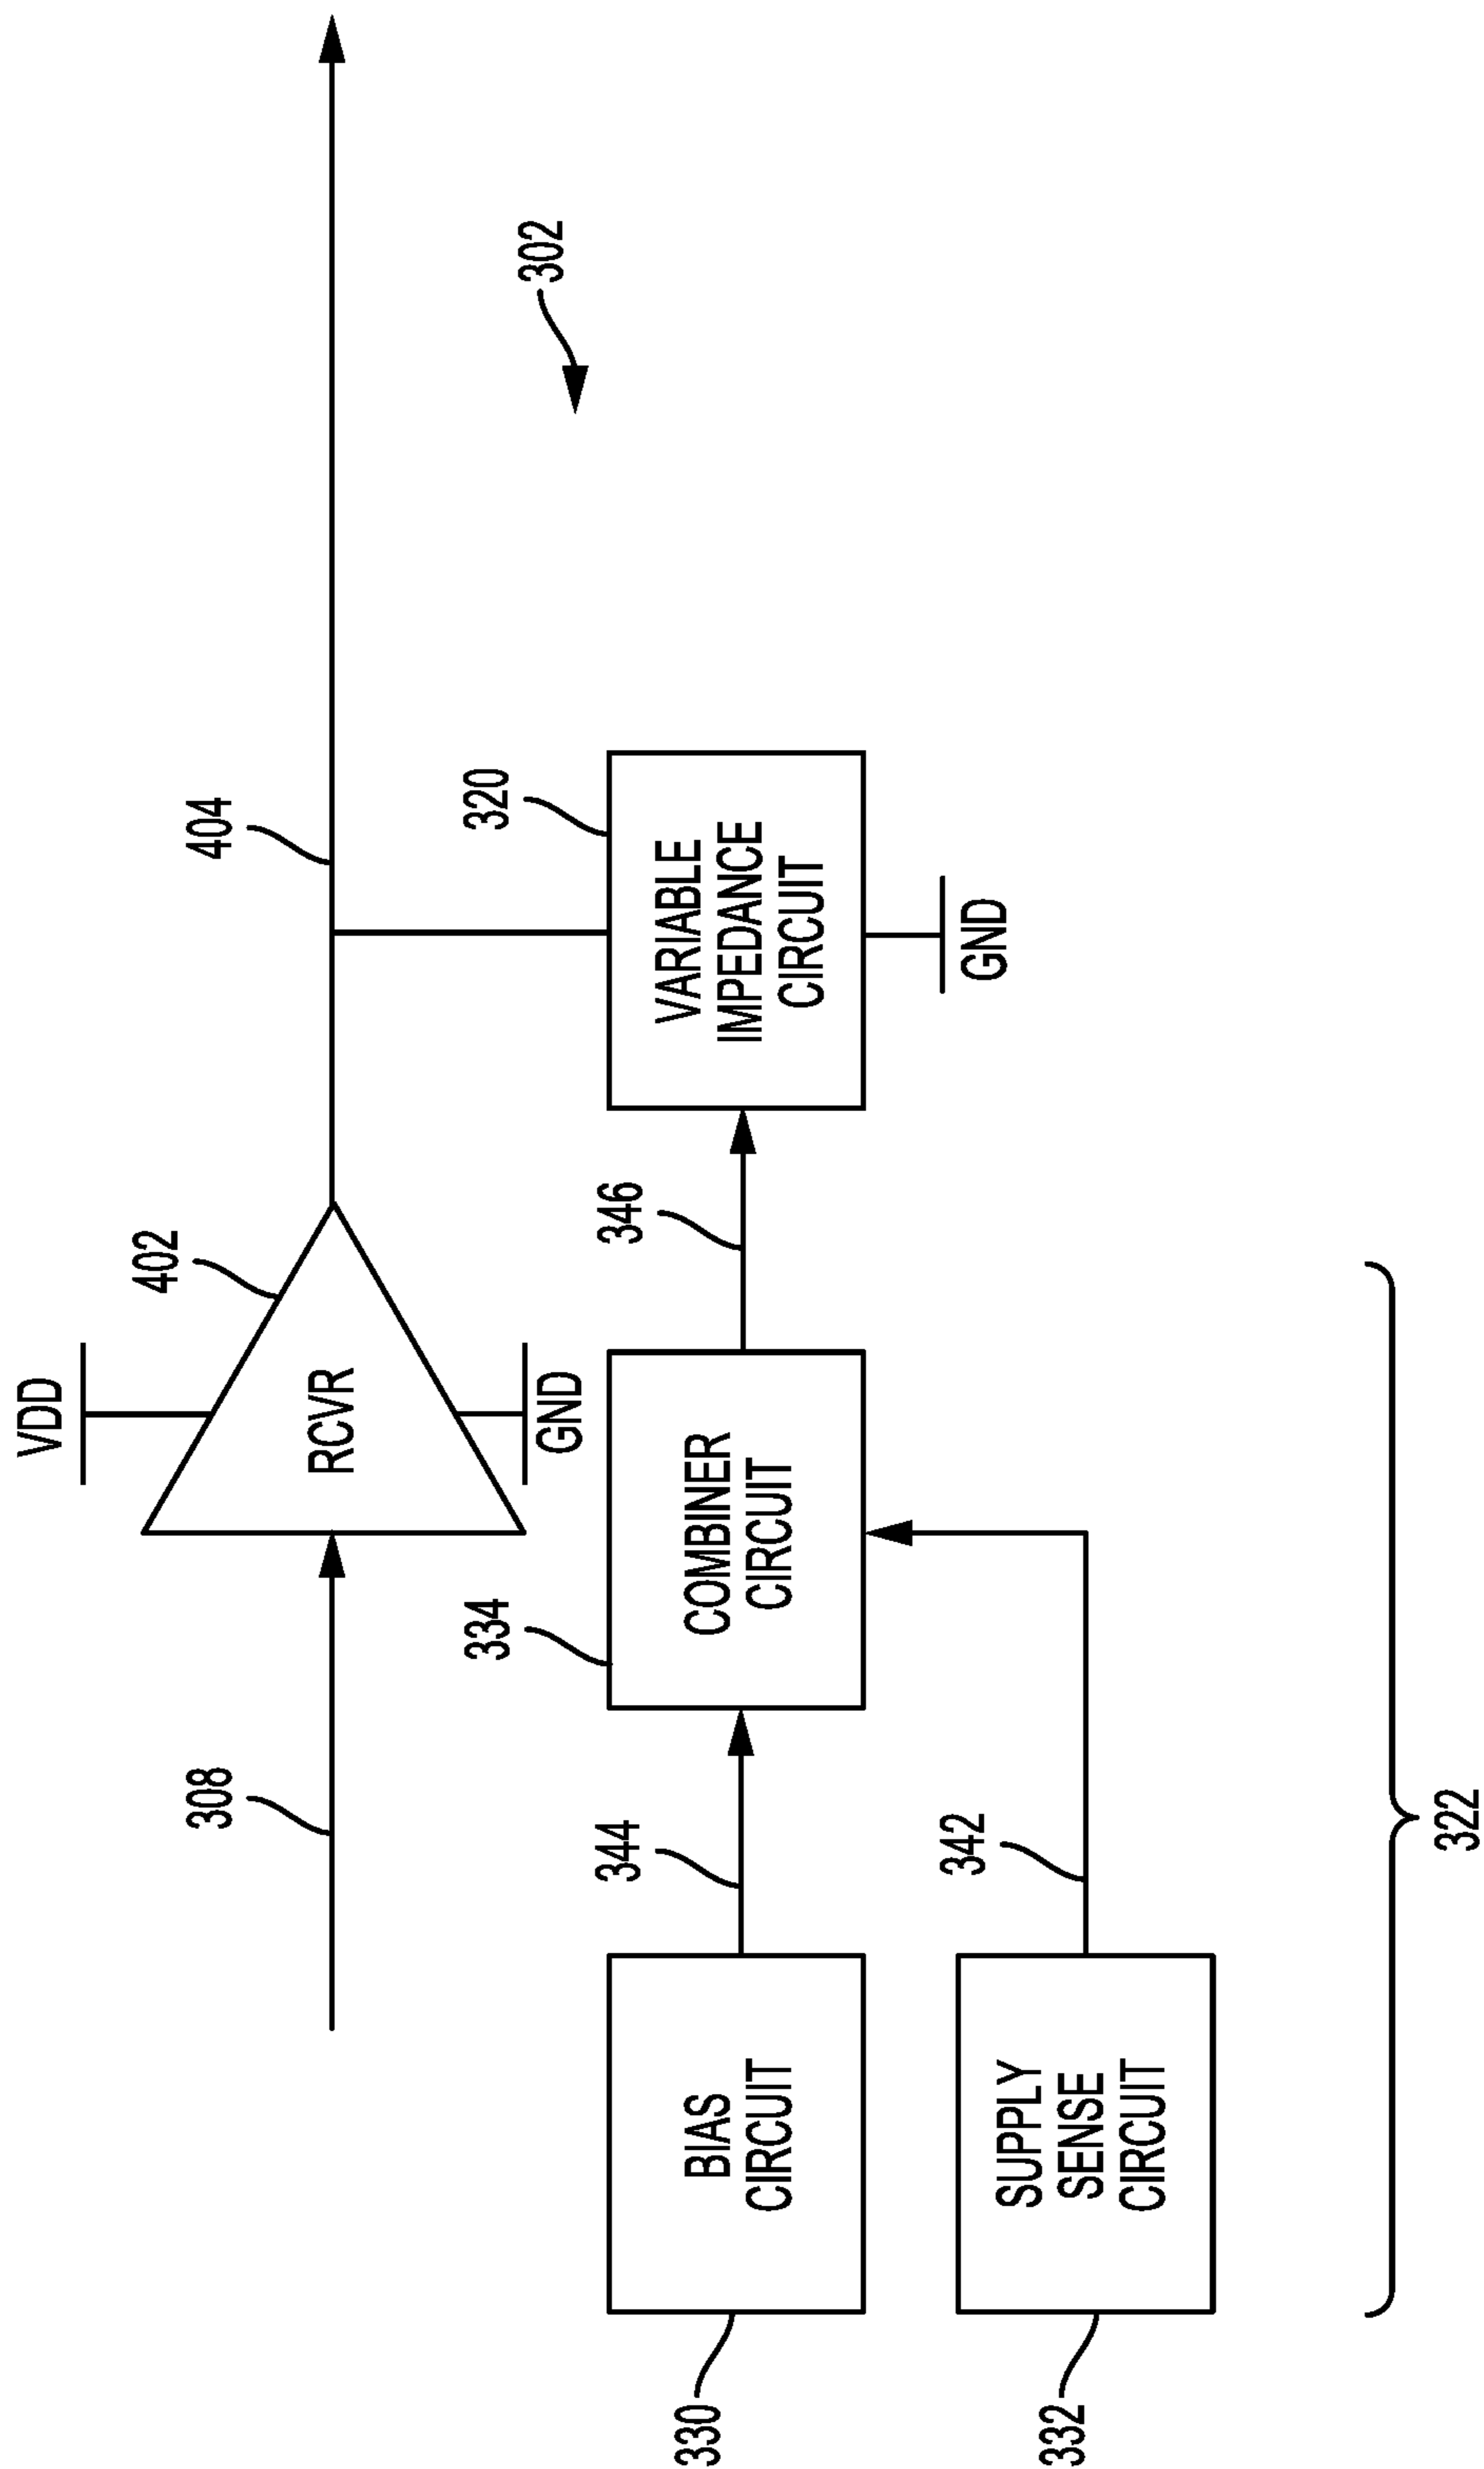 VDD
402
404
308
RCVR
GND
302
334
346
320
344
BIAS
CIRCUIT
COMBINER
CIRCUIT
VARIABLE
IMPEDANCE
CIRCUIT
330
342
GND
SUPPLY
SENSE
CIRCUIT
332
322